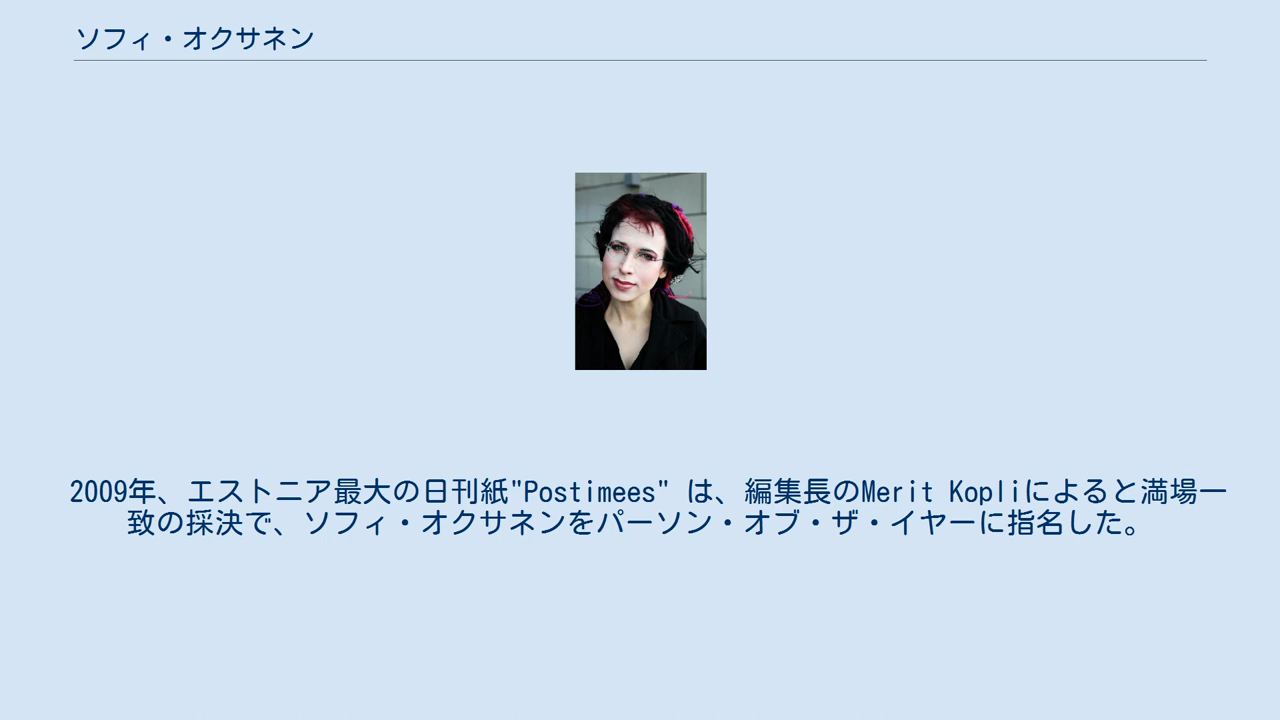 ソフィ・オクサネン
2009年、エストニア最大の日刊紙"Postimees" は、編集長のMerit Kopliによると満場一
致の採決で、ソフィ・オクサネンをパーソン・オブ・ザ・イヤーに指名した。